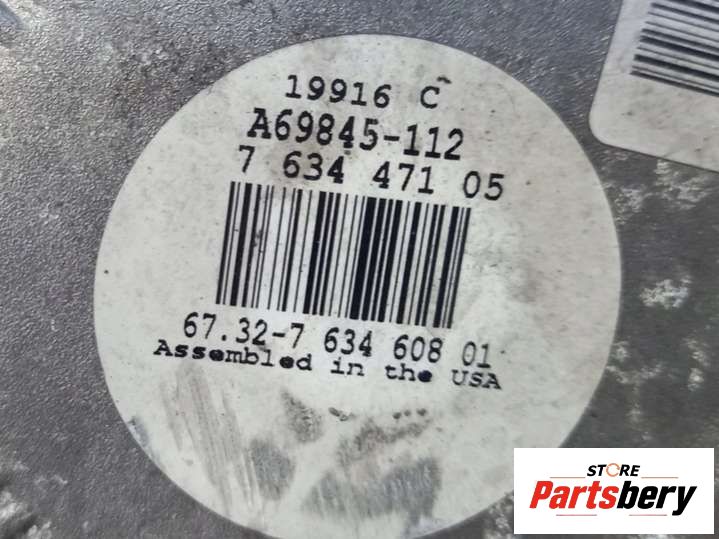 19916 C
A69845-112
7 634 471 05
67.32-7 634 608 01
Assembled in the USA
STORE
Partsbery